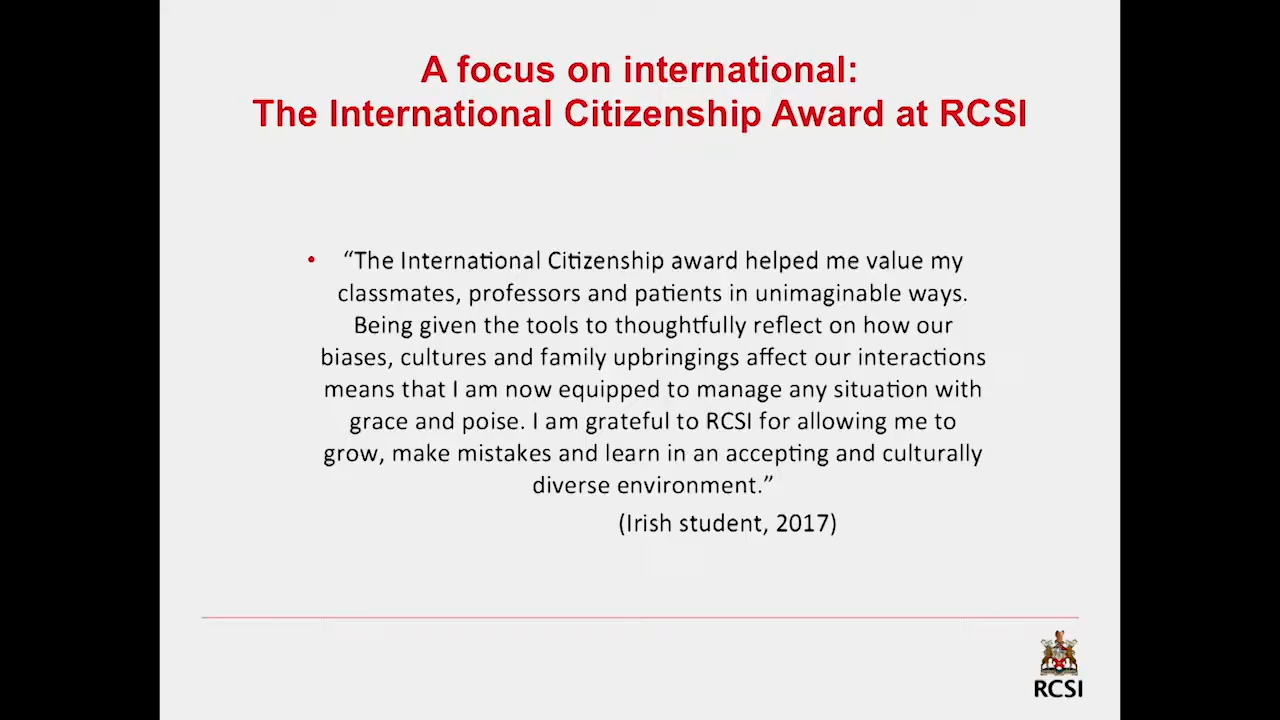 A focus on international:
The International Citizenship Award at RCSI
• “The International Citizenship award helped me value my
classmates, professors and patients in unimaginable ways.
Being given the tools to thoughtfully reflect on how our
biases, cultures and family upbringings affect our interactions
means that I am now equipped to manage any situation with
grace and poise. I am grateful to RCSI for allowing me to
grow, make mistakes and learn in an accepting and culturally
diverse environment.”
(Irish student, 2017)
RCSI